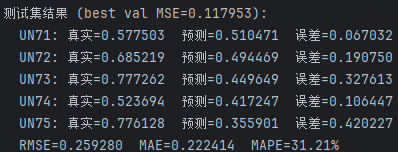 测试集结果 (best val MSE=0.117953):
UN71: 真实=0.577503 预测=0.510471 误差=0.067032
UN72: 真实=0.685219 预测=0.494469 误差=0.190750
UN73: 真实=0.777262 预测=0.449649 误差=0.327613
UN74: 真实=0.523694 预测=0.417247 误差=0.106447
UN75: 真实=0.776128 预测=0.355901 误差=0.420227
RMSE=0.259280 MAE=0.222414 MAPE=31.21%